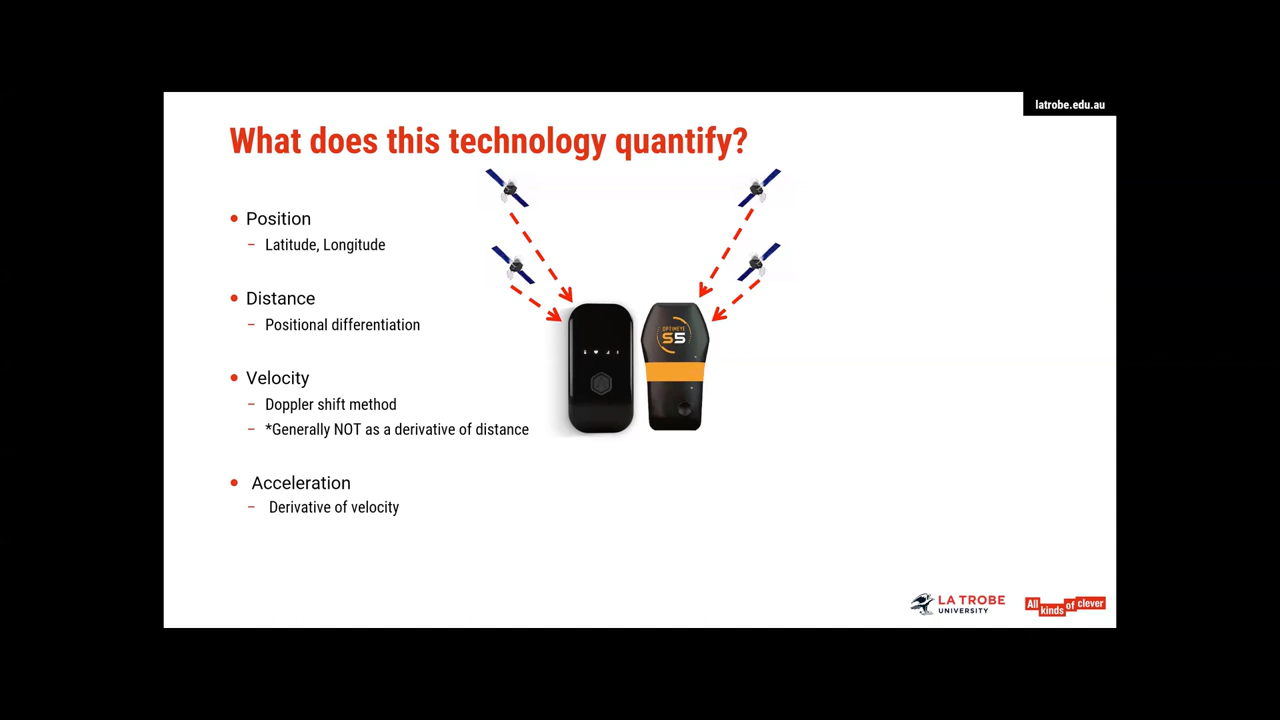 latrobe.edu.au
What does this technology quantify?
• Position
– Latitude, Longitude
• Distance
– Positional differentiation
• Velocity
– Doppler shift method
– *Generally NOT as a derivative of distance
• Acceleration
– Derivative of velocity
OPTIMEYE
S5
LA TROBE
UNIVERSITY
All kinds of clever